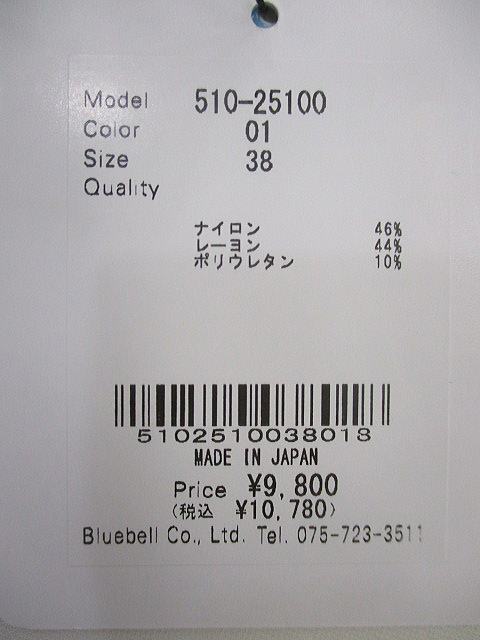 Model 510-25100
Color 01
Size 38
Quality
ナイロン 46%
レーヨン 44%
ポリウレタン 10%
5102510038018
MADE IN JAPAN
Price ¥9,800
(税込 ¥10,780)
Bluebell Co., Ltd. Tel. 075-723-3511